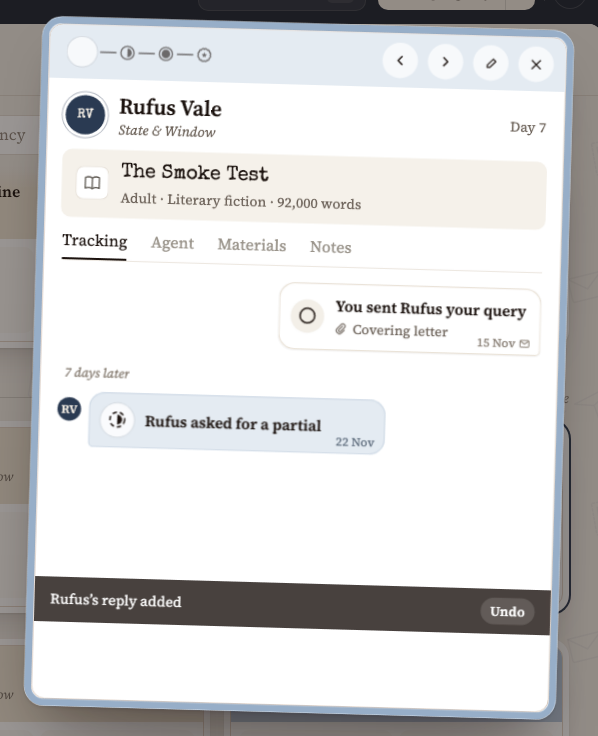 RV
Rufus Vale
State & Window
Day 7
The Smoke Test
Adult · Literary fiction · 92,000 words
Tracking Agent Materials Notes
You sent Rufus your query
Covering letter
15 Nov
7 days later
RV
Rufus asked for a partial
22 Nov
Rufus's reply added
Undo